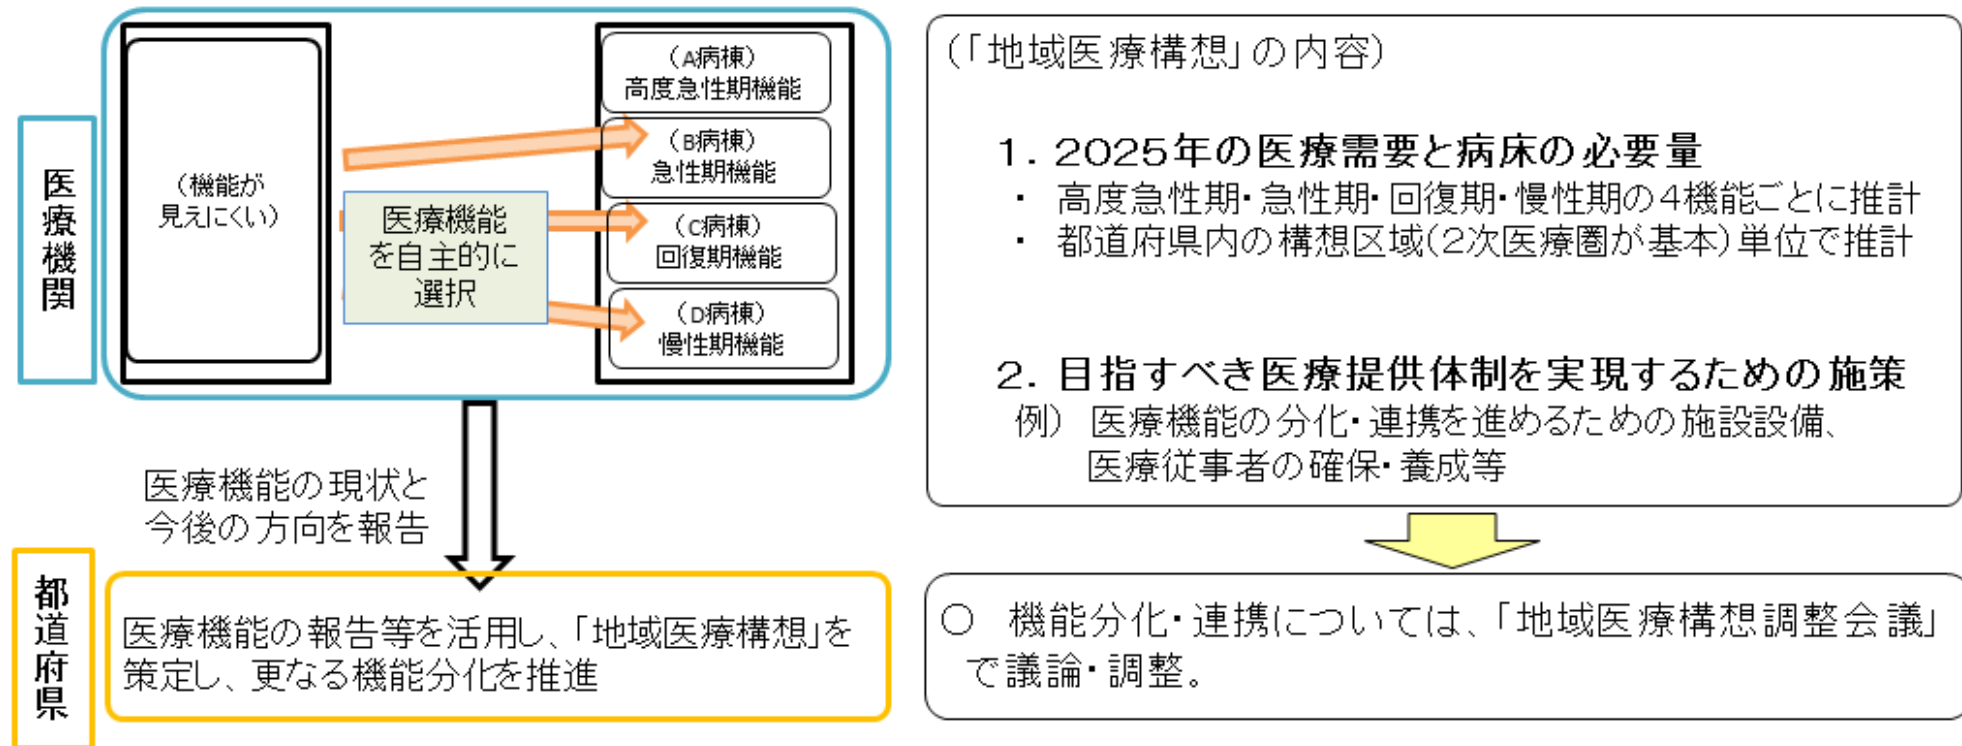 医療機関
(機能が
見えにくい)
医療機能
を自主的に
選択
(A病棟)
高度急性期機能
(B病棟)
急性期機能
(C病棟)
回復期機能
(D病棟)
慢性期機能
医療機能の現状と
今後の方向を報告
都道府県
医療機能の報告等を活用し、「地域医療構想」を
策定し、更なる機能分化を推進
(「地域医療構想」の内容)
1. 2025年の医療需要と病床の必要量
・ 高度急性期・急性期・回復期・慢性期の4機能ごとに推計
・ 都道府県内の構想区域(2次医療圏が基本)単位で推計
2. 目指すべき医療提供体制を実現するための施策
例) 医療機能の分化・連携を進めるための施設設備、
医療従事者の確保・養成等
○ 機能分化・連携については、「地域医療構想調整会議」
で議論・調整。